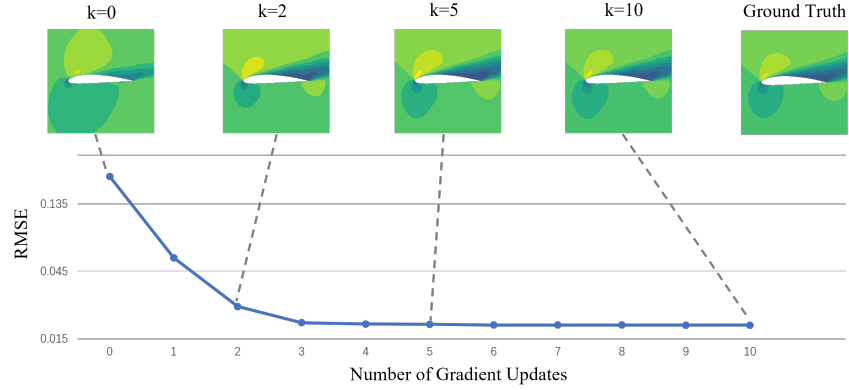 k=0 k=2 k=5 k=10 Ground Truth
RMSE
0.135
0.045
0.015
0 1 2 3 4 5 6 7 8 9 10
Number of Gradient Updates